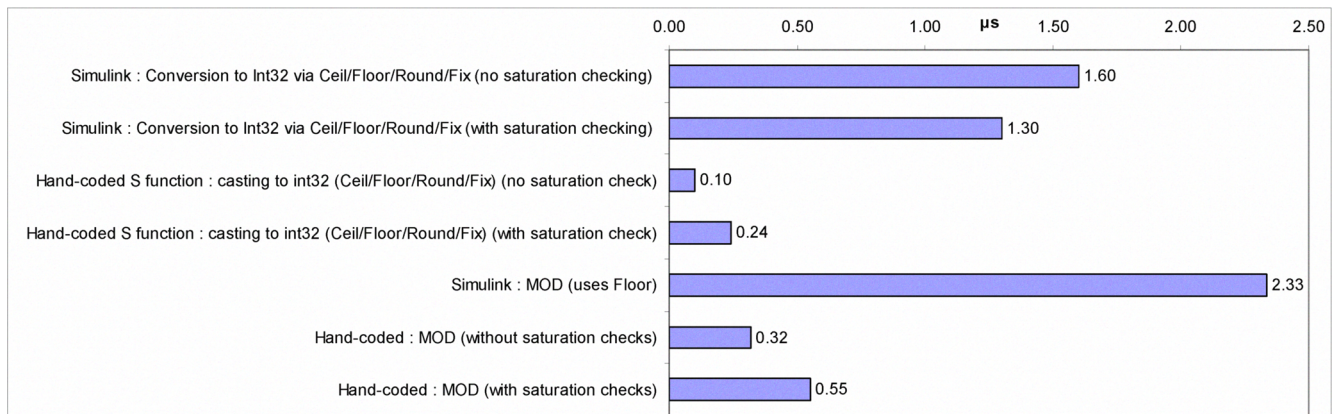 0.00 0.50 1.00 µs 1.50 2.00 2.50
Simulink : Conversion to Int32 via Ceil/Floor/Round/Fix (no saturation checking) 1.60
Simulink : Conversion to Int32 via Ceil/Floor/Round/Fix (with saturation checking) 1.30
Hand-coded S function : casting to int32 (Ceil/Floor/Round/Fix) (no saturation check) 0.10
Hand-coded S function : casting to int32 (Ceil/Floor/Round/Fix) (with saturation check) 0.24
Simulink : MOD (uses Floor) 2.33
Hand-coded : MOD (without saturation checks) 0.32
Hand-coded : MOD (with saturation checks) 0.55